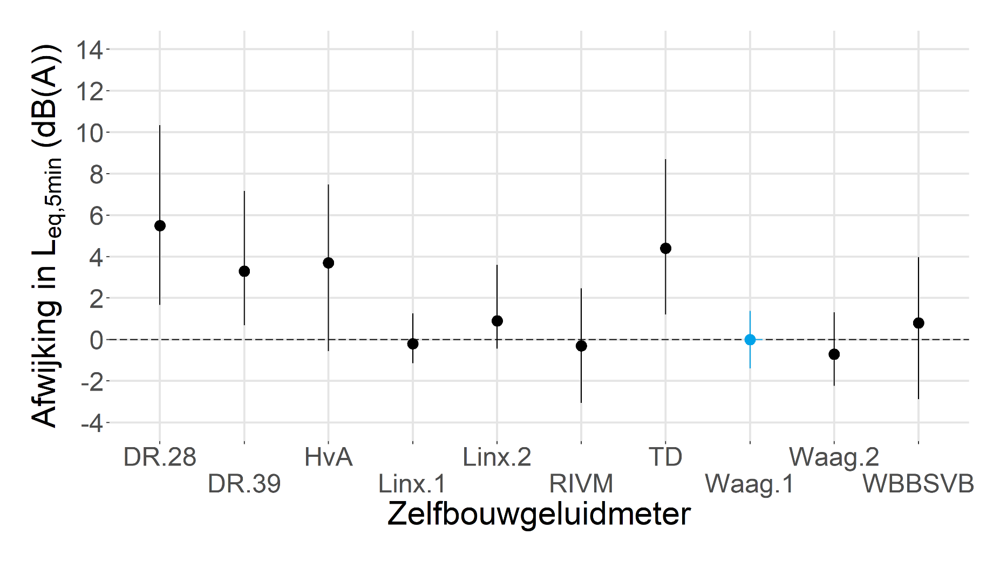 Afwijking in Leq,5min (dB(A))
14
12
10
8
6
4
2
0
-2
-4
DR.28 HvA Linx.2 TD Waag.2
DR.39 Linx.1 RIVM Waag.1 WBBSVB
Zelfbouwgeluidmeter